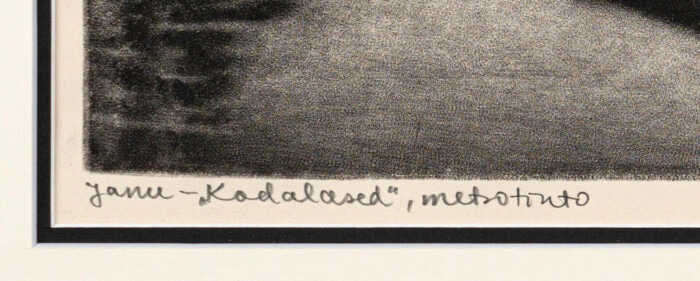 Janu – „Kodalased“, metsotinto